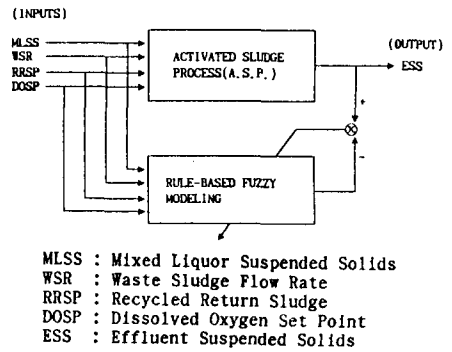 (INPUTS)
MLSS
WSR
RRSP
DOSP
ACTIVATED SLUDGE
PROCESS(A.S.P.)
(OUTPUT)
ESS
+
-
RULE-BASED FUZZY
MODELING
MLSS : Mixed Liquor Suspended Solids
WSR : Waste Sludge Flow Rate
RRSP : Recycled Return Sludge
DOSP : Dissolved Oxygen Set Point
ESS : Effluent Suspended Solids